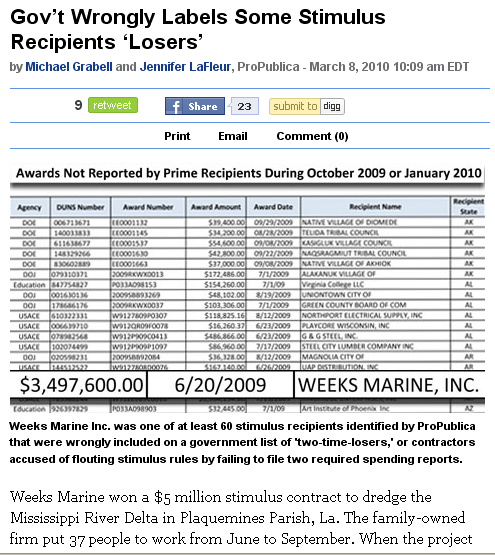 Gov't Wrongly Labels Some Stimulus
Recipients 'Losers'
by Michael Grabell and Jennifer LaFleur, ProPublica - March 8, 2010 10:09 am EDT
9 retweet f Share 23 submit to digg
Print Email Comment (0)
Awards Not Reported by Prime Recipients During October 2009 or January 2010
Agency DUNS Number Award Number Award Amount Award Date Recipient Name Recipient State
DOE 006713671 EE0001132 $39,400.00 09/29/2009 NATIVE VILLAGE OF DIOMEDE AK
DOE 140033833 EE0001145 $34,200.00 08/28/2009 TELIDA TRIBAL COUNCIL AK
DOE 611638677 EE0001537 $54,600.00 09/08/2009 KASIGLUK VILLAGE COUNCIL AK
DOE 148329266 EE0001630 $42,800.00 09/22/2009 NAQSRAGMIUT TRIBAL COUNCIL AK
DOE 830602889 EE0001663 $37,000.00 09/08/2009 NATIVE VILLAGE OF AKHIOK AK
DOJ 079310371 2009RKWX0013 $172,486.00 7/1/2009 ALAKANUK VILLAGE OF AK
Education 847754827 P033A098153 $154,260.00 7/1/09 Virginia College LLC AL
DOJ 001630136 2009SBB93269 $48,102.00 8/19/2009 UNIONTOWN CITY OF AL
DOJ 178686176 2009RKWX0037 $103,306.00 7/1/2009 GREEN COUNTY BOARD OF COM AL
USACE 610322331 W9127809P0307 $118,825.16 8/12/2009 NORTHPORT ELECTRICAL SUPPLY, INC AL
USACE 006639710 W912QR09F0078 $16,260.37 6/23/2009 PLAYCORE WISCONSIN, INC AL
USACE 078982568 W912P909C0413 $486,866.00 6/23/2009 G & G STEEL, INC. AL
USACE 102074499 W912P909P1097 $86,960.00 7/17/2009 STEEL CITY LUMBER COMPANY INC AL
DOJ 020598231 2009SBB92084 $36,328.00 8/12/2009 MAGNOLIA CITY OF AR
USACE 144512527 W9127809D0076 $167,140.00 6/26/2009 UAP DISTRIBUTION, INC AR
$3,497,600.00 6/20/2009 WEEKS MARINE, INC.
Education 926397829 P033A098903 $32,445.00 7/1/09 Art Institute of Phoenix Inc AZ
Weeks Marine Inc. was one of at least 60 stimulus recipients identified by ProPublica
that were wrongly included on a government list of 'two-time-losers,' or contractors
accused of flouting stimulus rules by failing to file two required spending reports.
Weeks Marine won a $5 million stimulus contract to dredge the
Mississippi River Delta in Plaquemines Parish, La. The family-owned
firm put 37 people to work from June to September. When the project